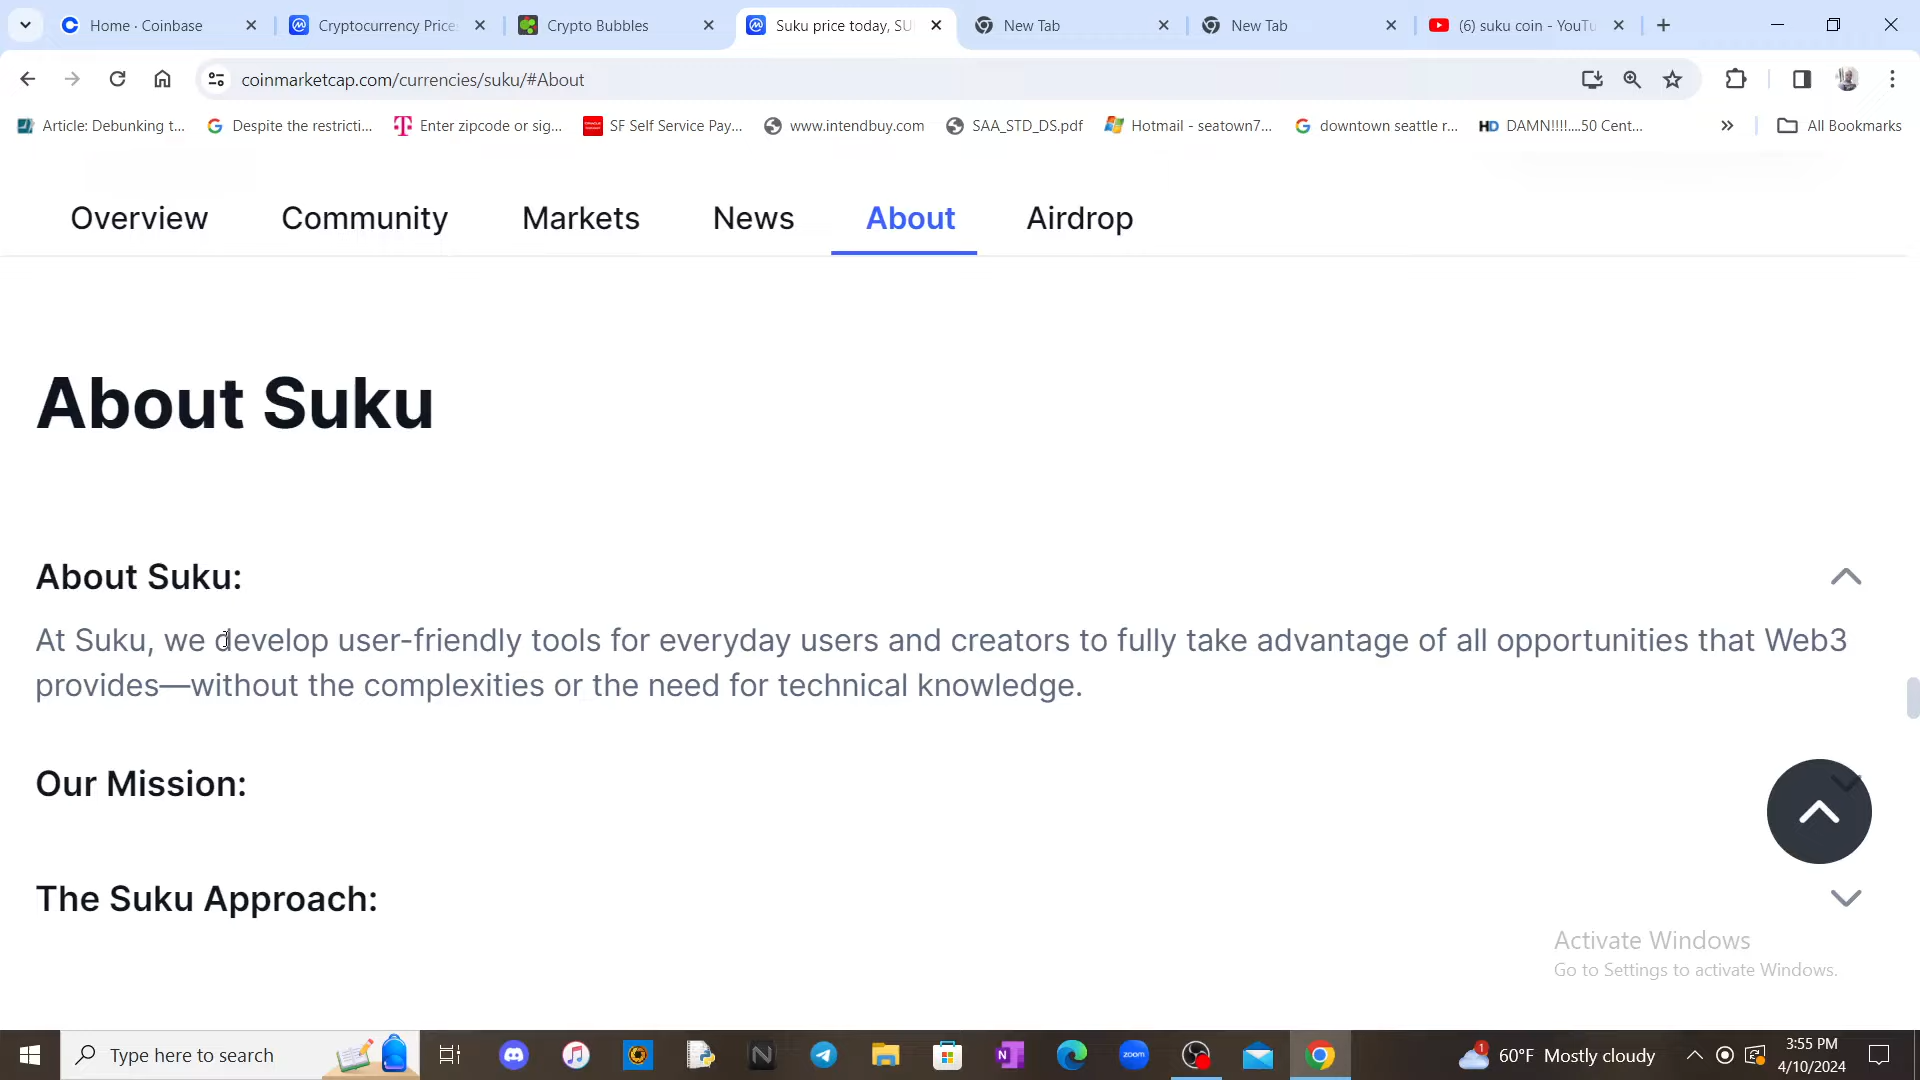 Home · Coinbase
Cryptocurrency Price
Crypto Bubbles
Suku price today, SU
New Tab
New Tab
(6) suku coin - YouTu
coinmarketcap.com/currencies/suku/#About
Article: Debunking t...
Despite the restricti...
Enter zipcode or sig...
SF Self Service Pay...
www.intendbuy.com
SAA_STD_DS.pdf
Hotmail - seatown7...
downtown seattle r...
HD DAMN!!!!....50 Cent...
All Bookmarks
Overview Community Markets News About Airdrop
About Suku
About Suku:
At Suku, we develop user-friendly tools for everyday users and creators to fully take advantage of all opportunities that Web3
provides—without the complexities or the need for technical knowledge.
Our Mission:
The Suku Approach:
Activate Windows
Go to Settings to activate Windows.
Type here to search
zoom
1
60°F Mostly cloudy
3:55 PM
4/10/2024